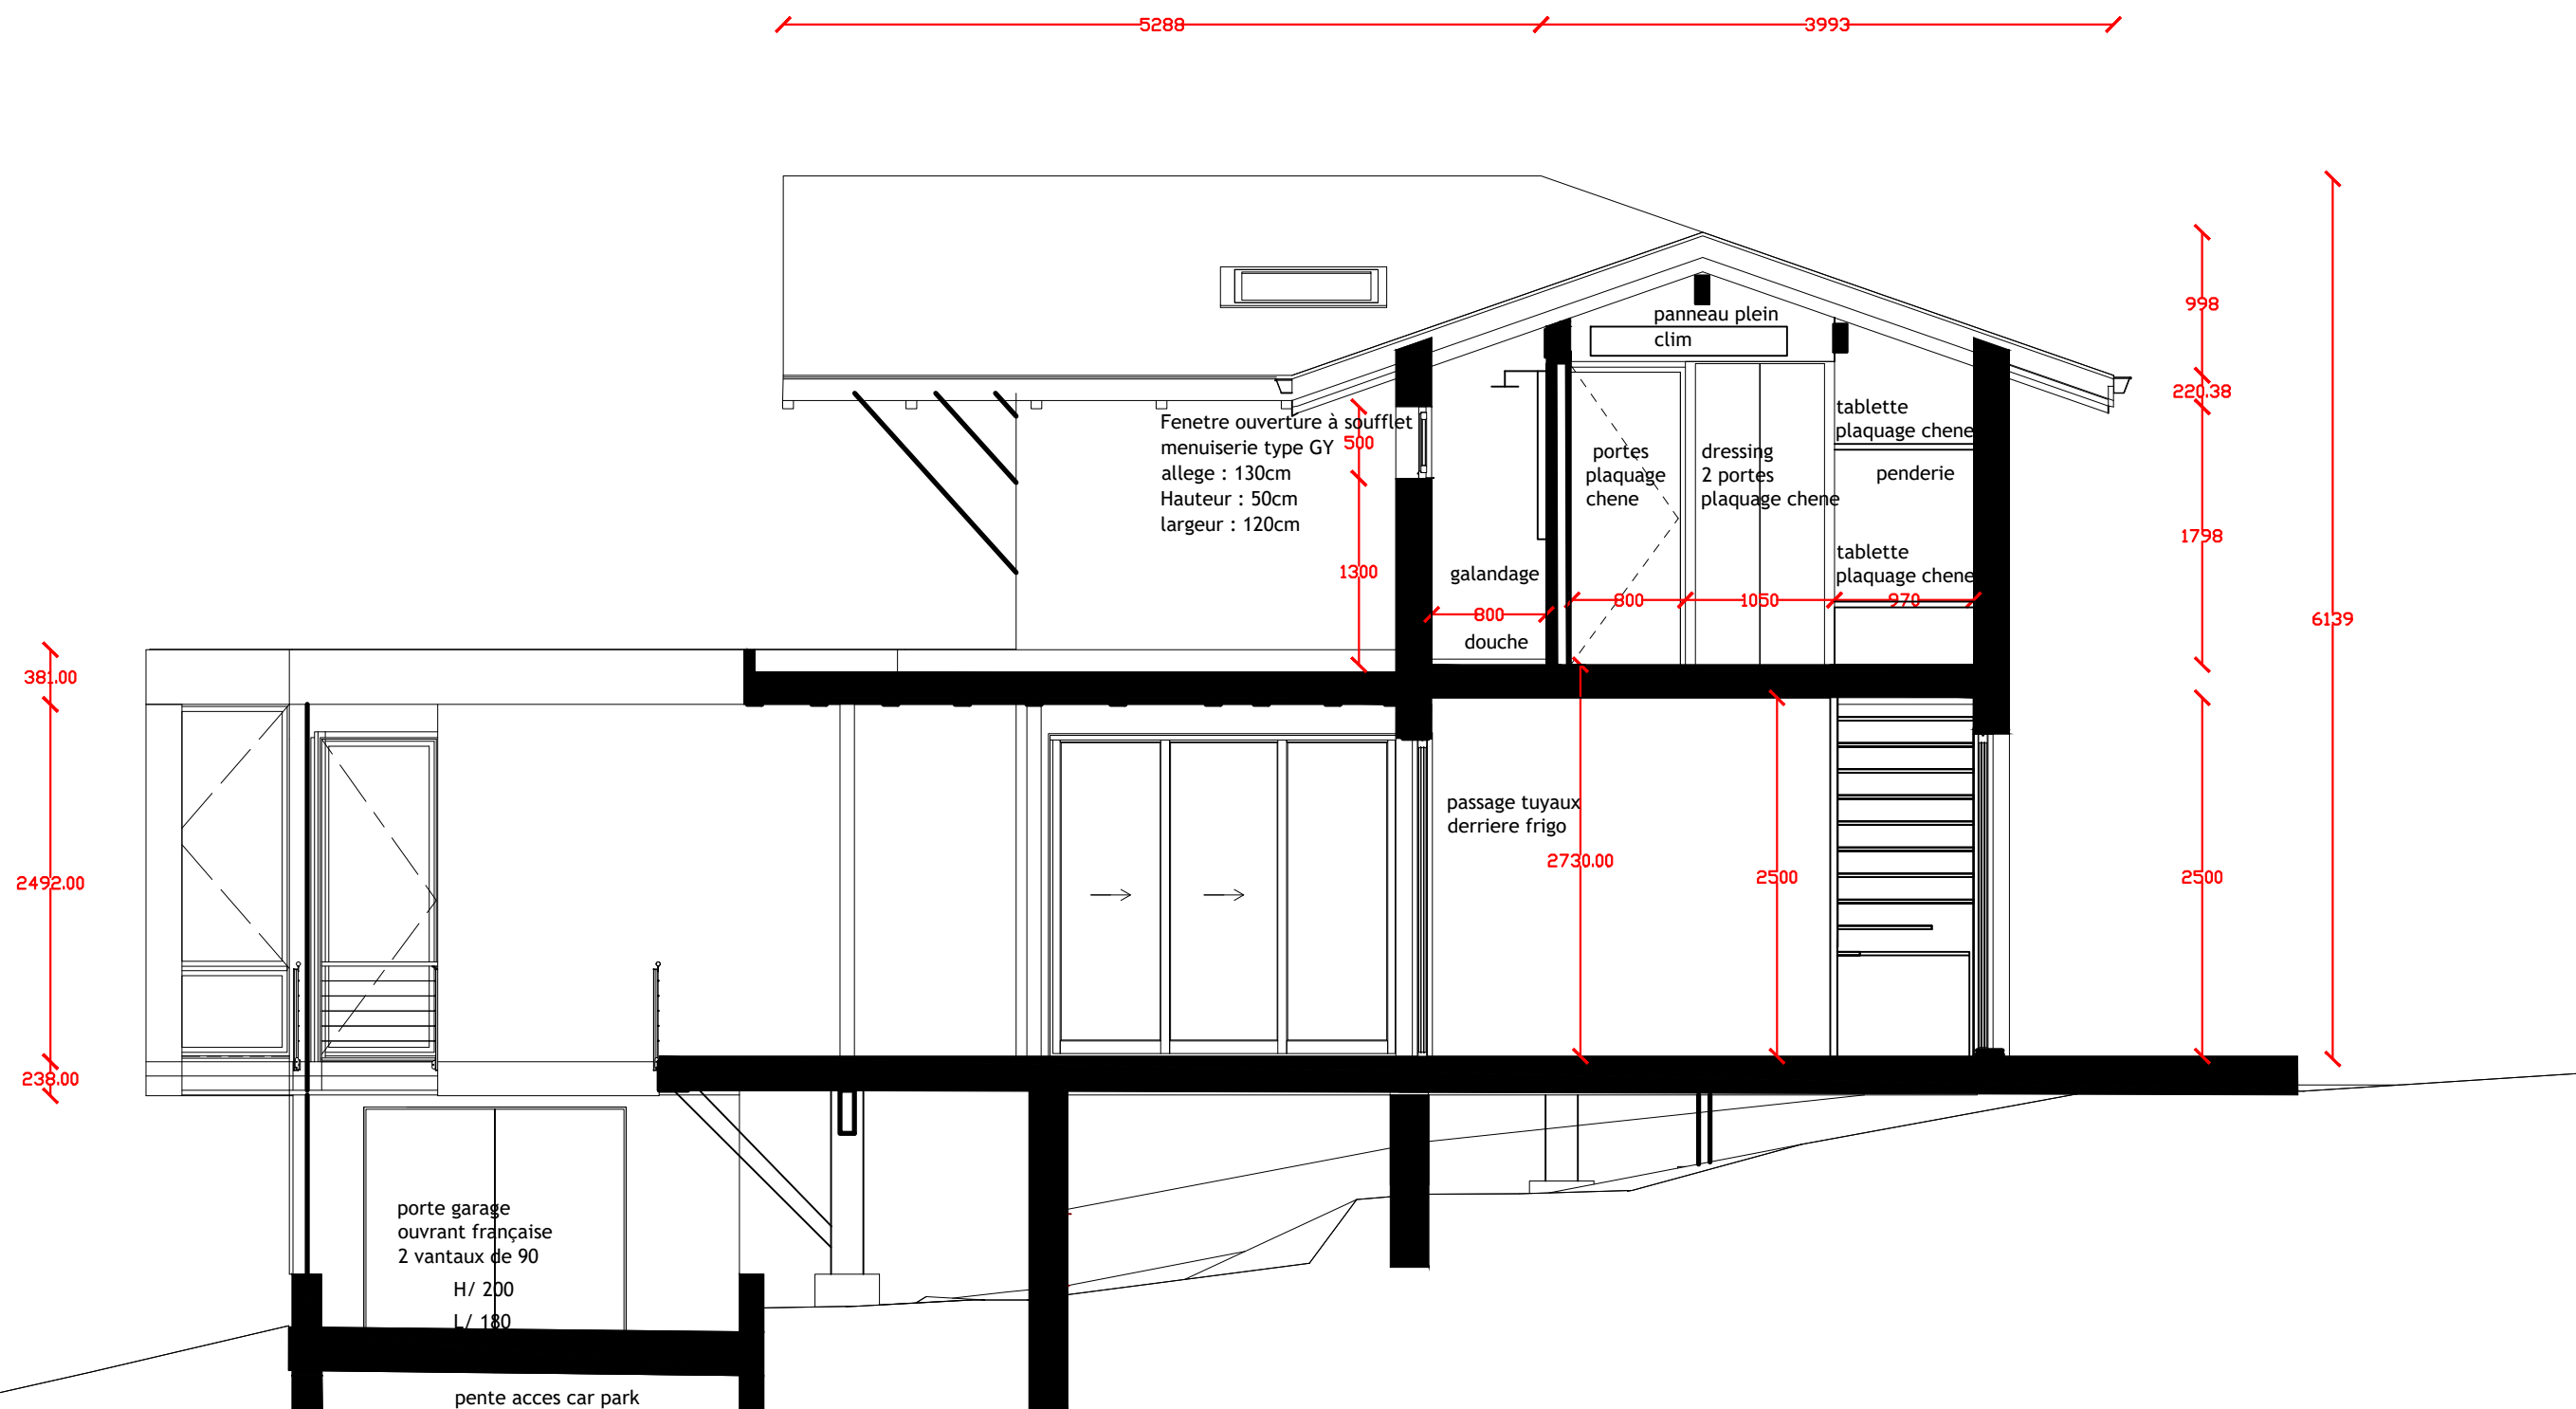 5288
3993
998
220.38
1798
6139
2500
panneau plein
clim
Fenetre ouverture à soufflet
menuiserie type GY
allege : 130cm
Hauteur : 50cm
largeur : 120cm
500
1300
portes
plaquage
chene
dressing
2 portes
plaquage chene
tablette
plaquage chene
penderie
tablette
plaquage chene
galandage
800
800
1050
970
douche
381.00
2492.00
238.00
passage tuyaux
derriere frigo
2730.00
2500
porte garage
ouvrant française
2 vantaux de 90
H/ 200
L/ 180
pente acces car park